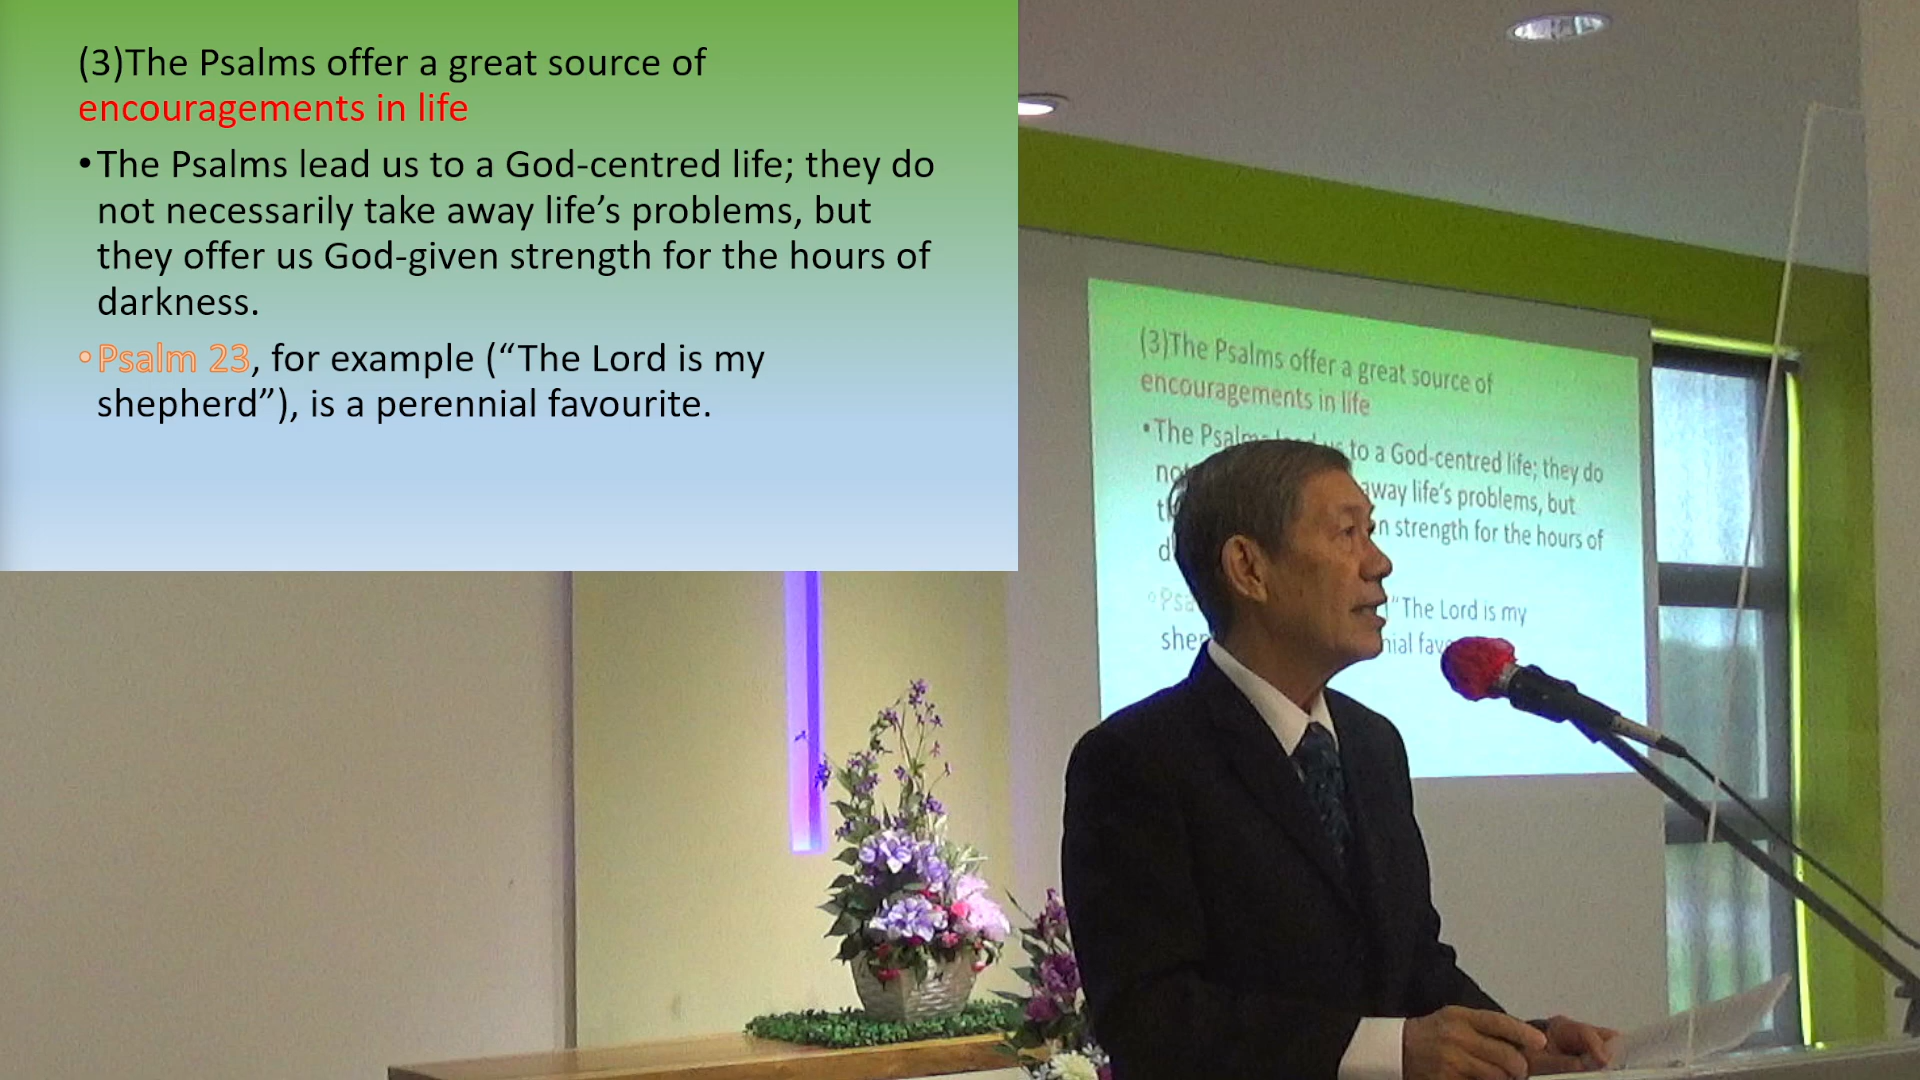 (3)The Psalms offer a great source of
encouragements in life
•The Psalms lead us to a God-centred life; they do
not necessarily take away life’s problems, but
they offer us God-given strength for the hours of
darkness.
•Psalm 23, for example (“The Lord is my
shepherd”), is a perennial favourite.
(3)The Psalms offer a great source of
encouragements in life
•The Psalms to a God-centred life; they do
away life’s problems, but
strength for the hours of
“The Lord is my